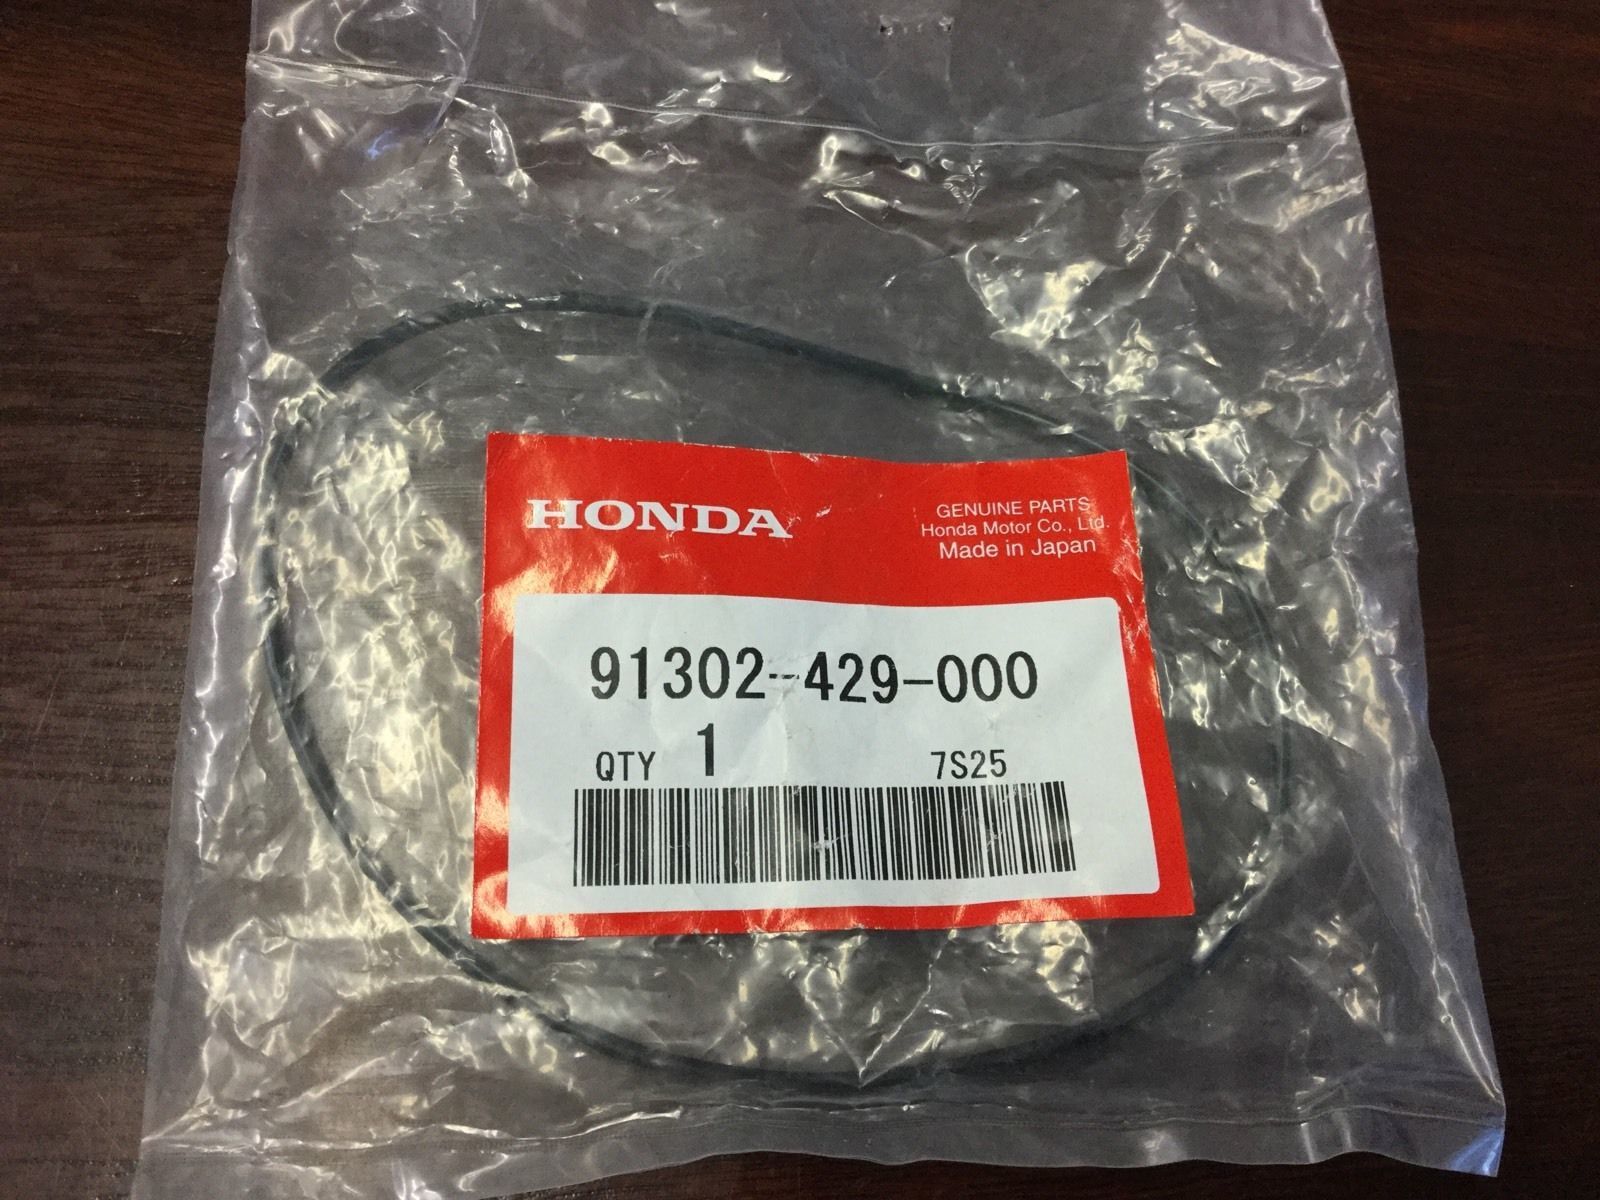 HONDA
GENUINE PARTS
Honda Motor Co., Ltd.
Made in Japan
91302-429-000
QTY 1 7S25